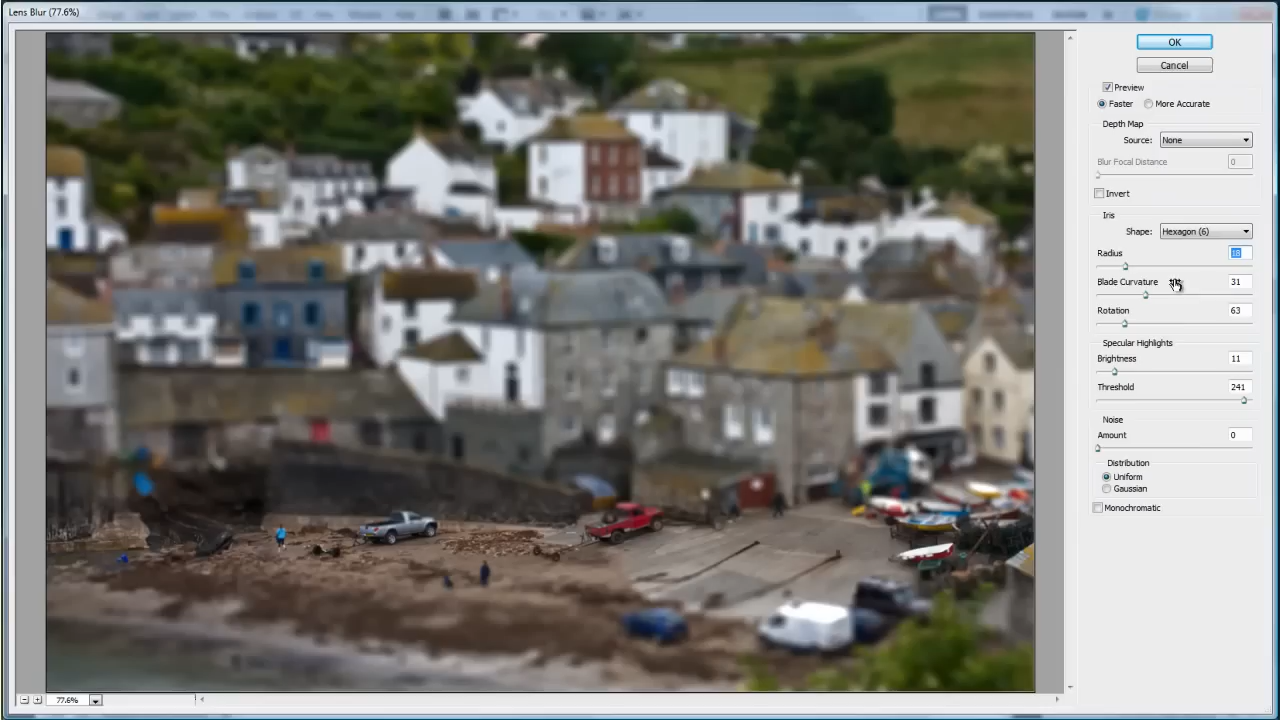 Lens Blur (77.6%)
OK
Cancel
Preview
Faster More Accurate
Depth Map
Source: None
Blur Focal Distance 0
Invert
Iris
Shape: Hexagon (6)
Radius 18
Blade Curvature 31
Rotation 63
Specular Highlights
Brightness 11
Threshold 241
Noise
Amount 0
Distribution
Uniform
Gaussian
Monochromatic
77.6%